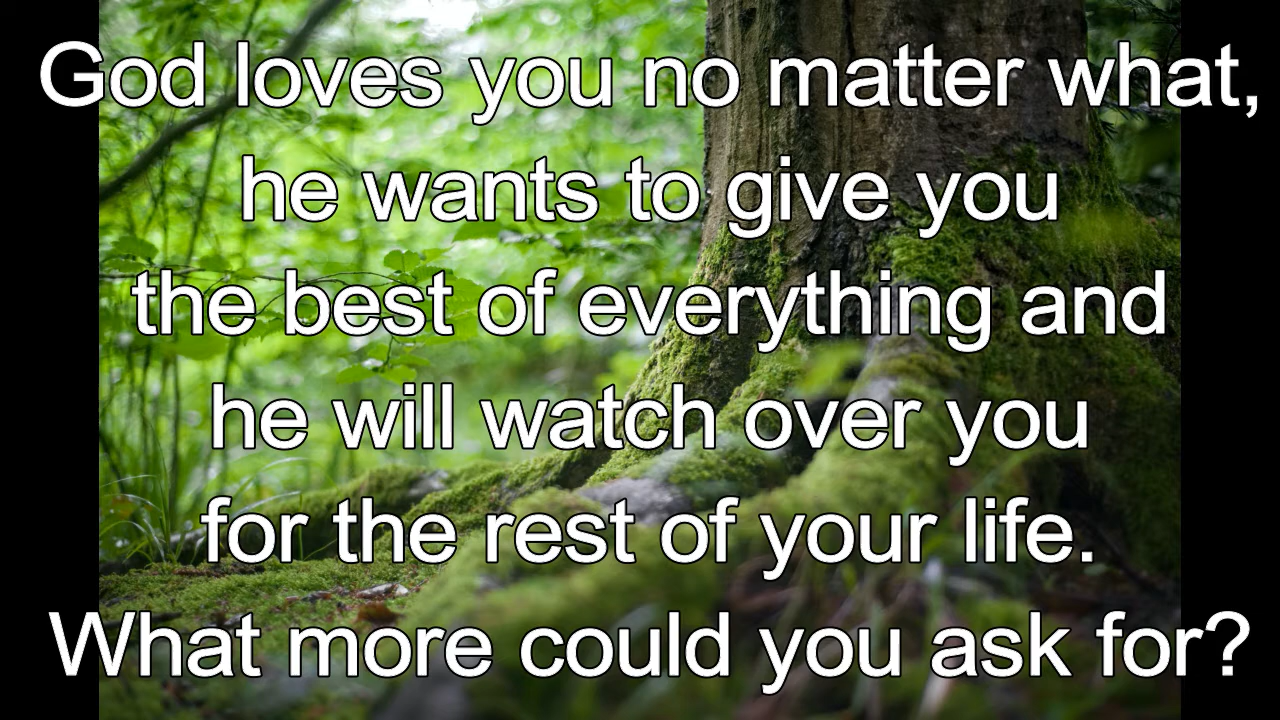 God loves you no matter what,
he wants to give you
the best of everything and
he will watch over you
for the rest of your life.
What more could you ask for?